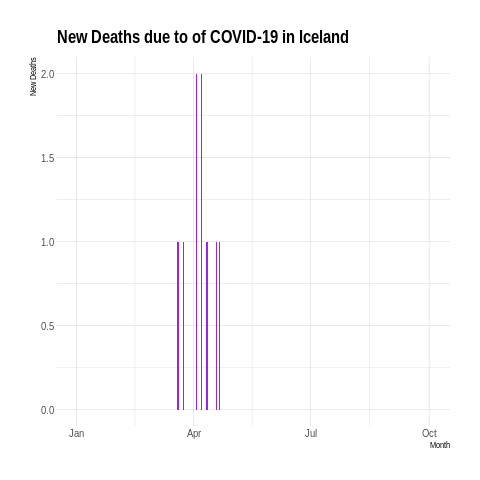 New Deaths due to of COVID-19 in Iceland
New Deaths
2.0
1.5
1.0
0.5
0.0
Jan Apr Jul Oct
Month